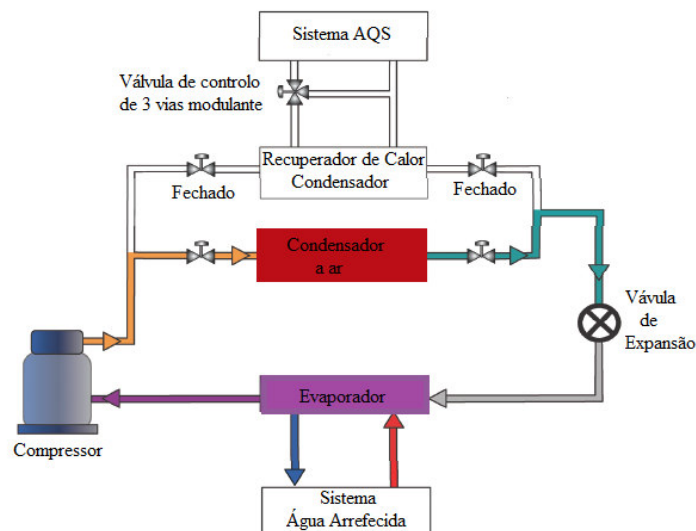 Sistema AQS
Válvula de controlo
de 3 vias modulante
Recuperador de Calor
Condensador
Fechado
Fechado
Condensador
a ar
Vávula
de
Expansão
Evaporador
Compressor
Sistema
Água Arrefecida